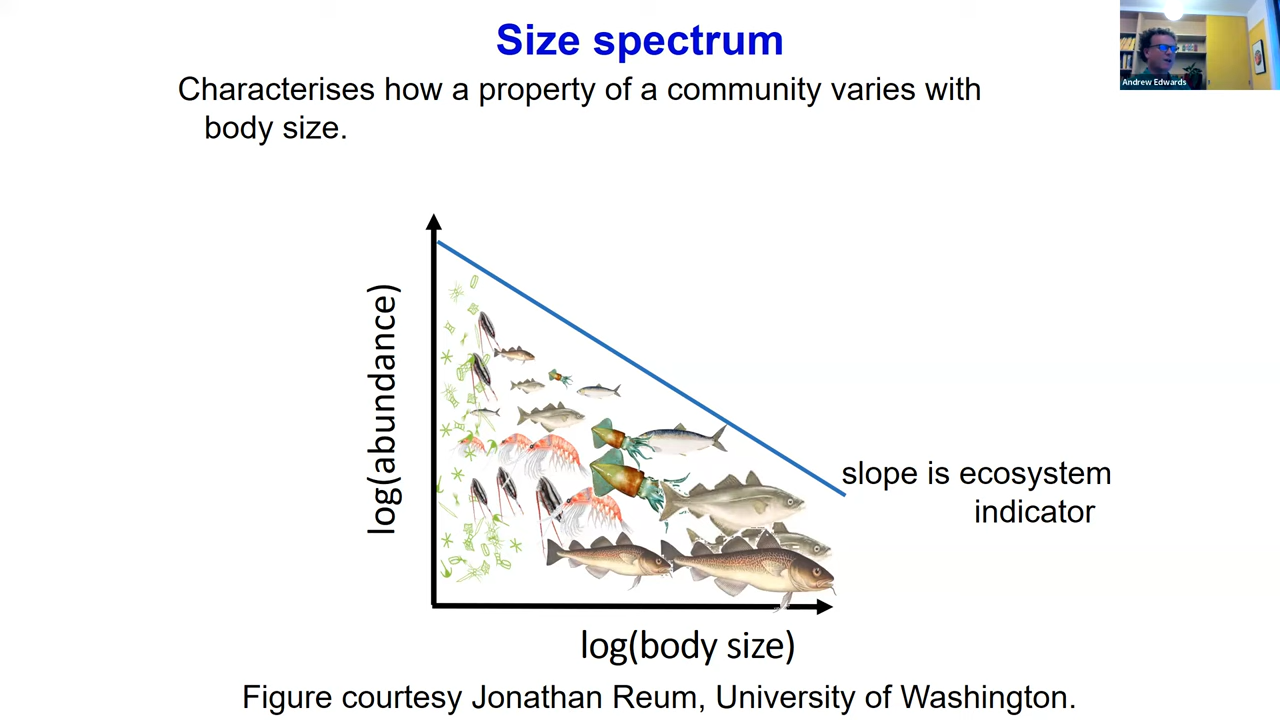 Size spectrum
Andrew Edwards
Characterises how a property of a community varies with
body size.
log(abundance)
slope is ecosystem
indicator
log(body size)
Figure courtesy Jonathan Reum, University of Washington.